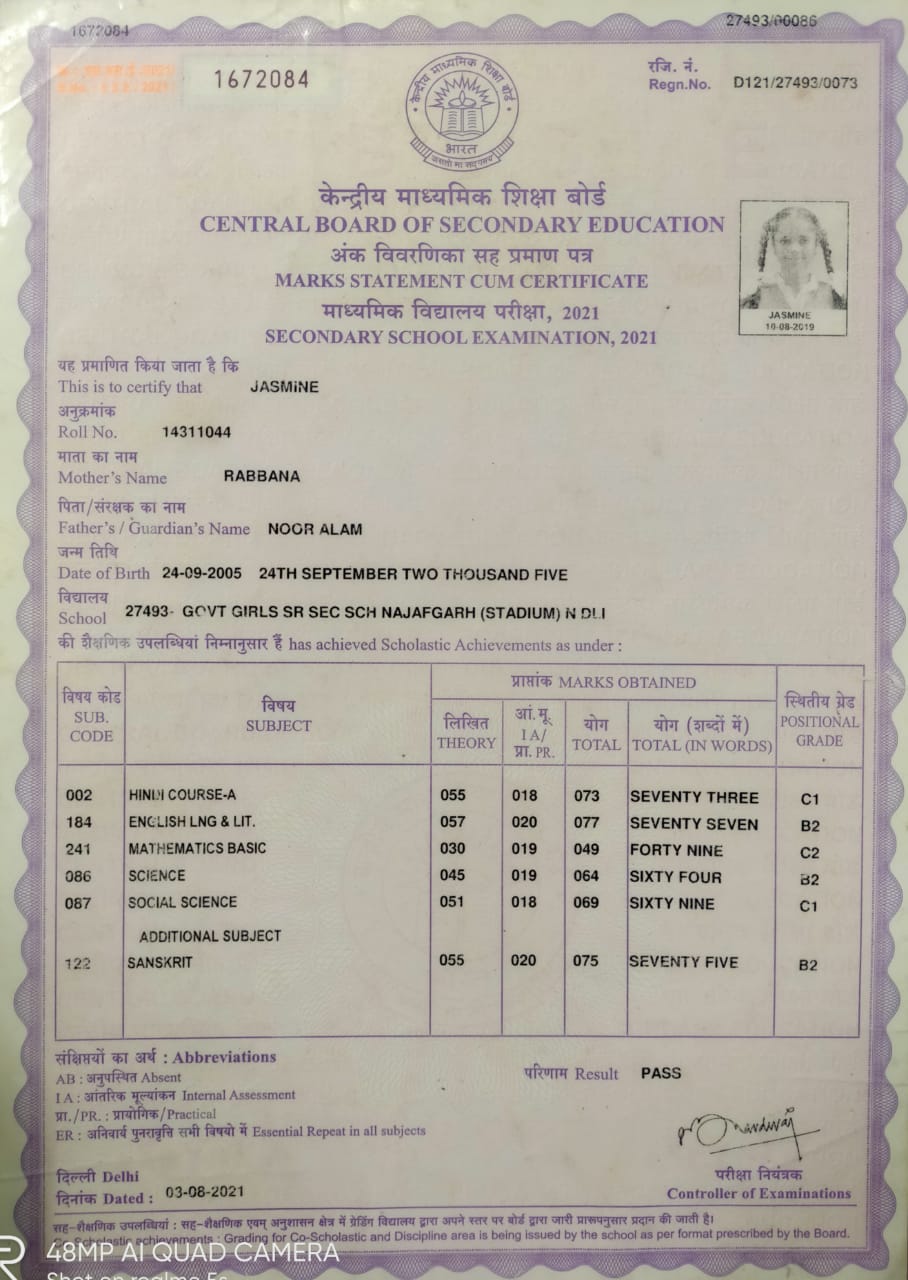 1672084
27493/00086
1672084
रजि. नं.
Regn.No. D121/27493/0073
केन्द्रीय माध्यमिक शिक्षा बोर्ड
भारत
असतो मा सद्गमय
केन्द्रीय माध्यमिक शिक्षा बोर्ड
CENTRAL BOARD OF SECONDARY EDUCATION
अंक विवरणिका सह प्रमाण पत्र
MARKS STATEMENT CUM CERTIFICATE
माध्यमिक विद्यालय परीक्षा, 2021
SECONDARY SCHOOL EXAMINATION, 2021
JASMINE
10-08-2019
यह प्रमाणित किया जाता है कि
This is to certify that JASMINE
अनुक्रमांक
Roll No. 14311044
माता का नाम
Mother's Name RABBANA
पिता/संरक्षक का नाम
Father's / Guardian's Name NOOR ALAM
जन्म तिथि
Date of Birth 24-09-2005 24TH SEPTEMBER TWO THOUSAND FIVE
विद्यालय
School 27493- GOVT GIRLS SR SEC SCH NAJAFGARH (STADIUM) N DLI
की शैक्षणिक उपलब्धियां निम्नानुसार हैं has achieved Scholastic Achievements as under :
विषय कोड
SUB.
CODE
विषय
SUBJECT
प्राप्तांक MARKS OBTAINED
लिखित
THEORY
आं.मू.
I A/
प्रा. PR.
योग
TOTAL
योग (शब्दों में)
TOTAL (IN WORDS)
स्थितीय ग्रेड
POSITIONAL
GRADE
002 HINDI COURSE-A 055 018 073 SEVENTY THREE C1
184 ENGLISH LNG & LIT. 057 020 077 SEVENTY SEVEN B2
241 MATHEMATICS BASIC 030 019 049 FORTY NINE C2
086 SCIENCE 045 019 064 SIXTY FOUR B2
087 SOCIAL SCIENCE 051 018 069 SIXTY NINE C1
ADDITIONAL SUBJECT
122 SANSKRIT 055 020 075 SEVENTY FIVE B2
संक्षिप्तियों का अर्थ : Abbreviations
AB : अनुपस्थित Absent
I A : आंतरिक मूल्यांकन Internal Assessment
प्रा./PR. : प्रायोगिक/Practical
ER : अनिवार्य पुनरावृत्ति सभी विषयो में Essential Repeat in all subjects
परिणाम Result PASS
दिल्ली Delhi
दिनांक Dated : 03-08-2021
परीक्षा नियंत्रक
Controller of Examinations
सह-शैक्षणिक उपलब्धियां : सह-शैक्षणिक एवम् अनुशासन क्षेत्र में ग्रेडिंग विद्यालय द्वारा अपने स्तर पर बोर्ड द्वारा जारी प्रारूपनुसार प्रदान की जाती है।
Co-Scholastic achievements : Grading for Co-Scholastic and Discipline area is being issued by the school as per format prescribed by the Board.
48MP AI QUAD CAMERA
Shot on realme 5s